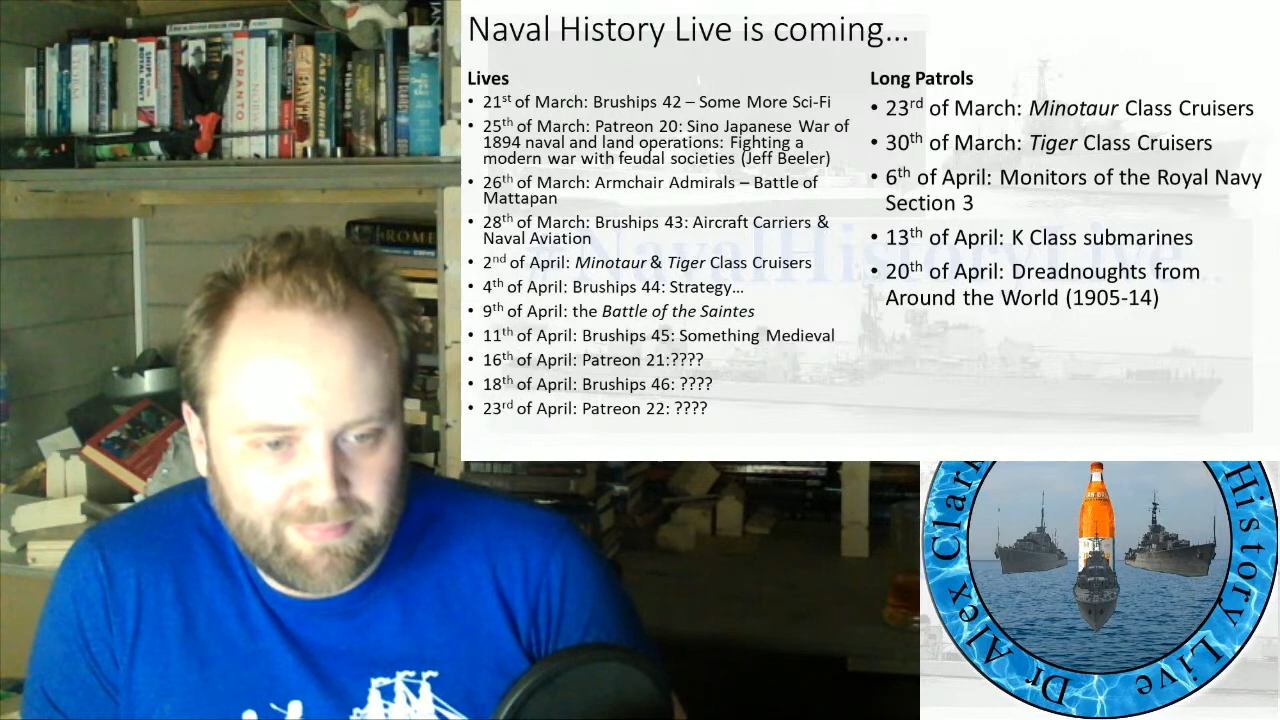 Naval History Live is coming...
Lives
• 21st of March: Bruships 42 – Some More Sci-Fi
• 25th of March: Patreon 20: Sino Japanese War of
1894 naval and land operations: Fighting a
modern war with feudal societies (Jeff Beeler)
• 26th of March: Armchair Admirals – Battle of
Mattapan
• 28th of March: Bruships 43: Aircraft Carriers &
Naval Aviation
• 2nd of April: Minotaur & Tiger Class Cruisers
• 4th of April: Bruships 44: Strategy...
• 9th of April: the Battle of the Saintes
• 11th of April: Bruships 45: Something Medieval
• 16th of April: Patreon 21:????
• 18th of April: Bruships 46: ????
• 23rd of April: Patreon 22: ????
Long Patrols
• 23rd of March: Minotaur Class Cruisers
• 30th of March: Tiger Class Cruisers
• 6th of April: Monitors of the Royal Navy
Section 3
• 13th of April: K Class submarines
• 20th of April: Dreadnoughts from
Around the World (1905-14)
#NavalHistoryLive...
Dr Alex Clark
History Live
TARANTO
FAST CARRIERS
ROME